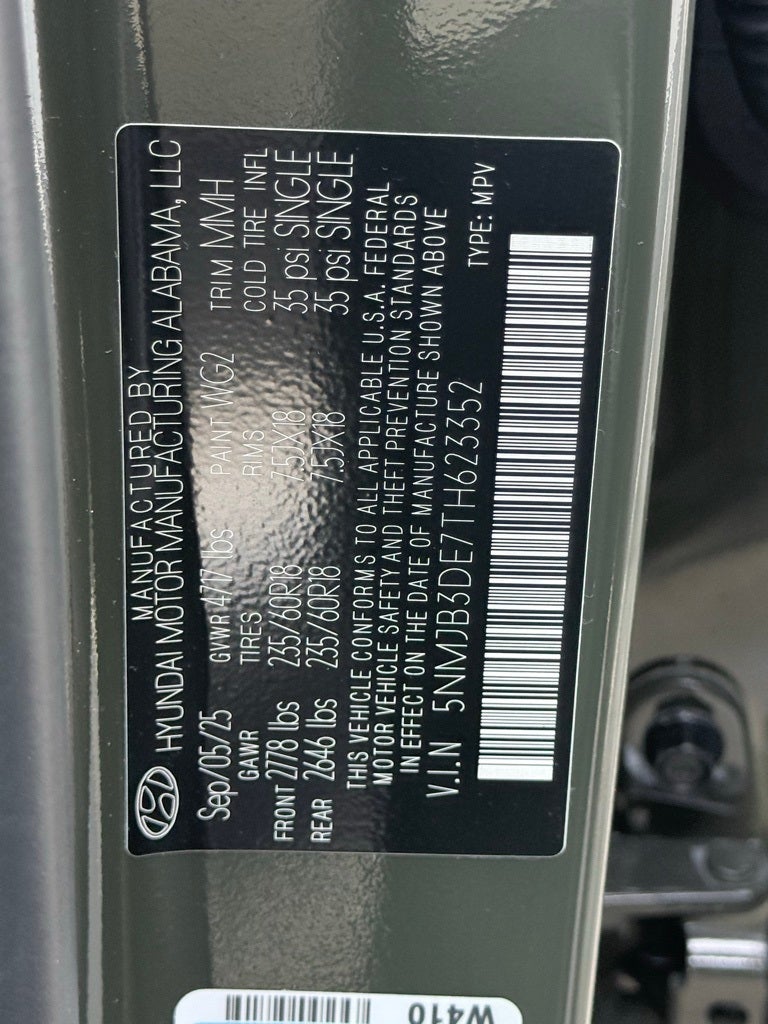 MANUFACTURED BY
HYUNDAI MOTOR MANUFACTURING ALABAMA, LLC
Sep/05/25 GVWR 4717 lbs PAINT WG2 TRIM MMH
GAWR TIRES RIMS COLD TIRE INFL
FRONT 2778 lbs 235/60R18 7.5JX18 35 psi SINGLE
REAR 2646 lbs 235/60R18 7.5JX18 35 psi SINGLE
THIS VEHICLE CONFORMS TO ALL APPLICABLE U.S.A. FEDERAL
MOTOR VEHICLE SAFETY AND THEFT PREVENTION STANDARDS
IN EFFECT ON THE DATE OF MANUFACTURE SHOWN ABOVE
V.I.N 5NMJB3DE7TH623352
TYPE: MPV
W410